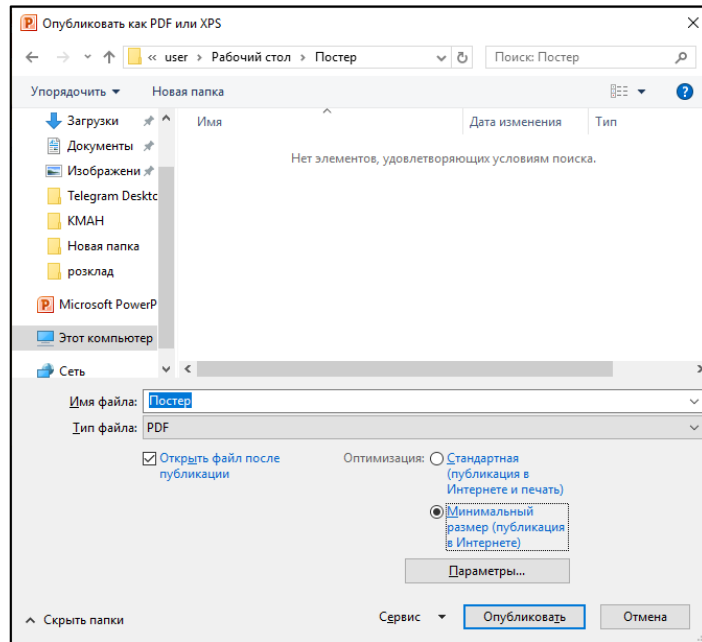 Опубликовать как PDF или XPS
« user › Рабочий стол › Постер
Поиск: Постер
Упорядочить
Новая папка
Имя
Дата изменения
Тип
Нет элементов, удовлетворяющих условиям поиска.
Загрузки
Документы
Изображени
Telegram Deskto
КМАН
Новая папка
розклад
Microsoft PowerP
Этот компьютер
Сеть
Имя файла: Постер
Тип файла: PDF
Открыть файл после
публикации
Оптимизация:
Стандартная
(публикация в
Интернете и печать)
Минимальный
размер (публикация
в Интернете)
Параметры...
Скрыть папки
Сервис
Опубликовать
Отмена